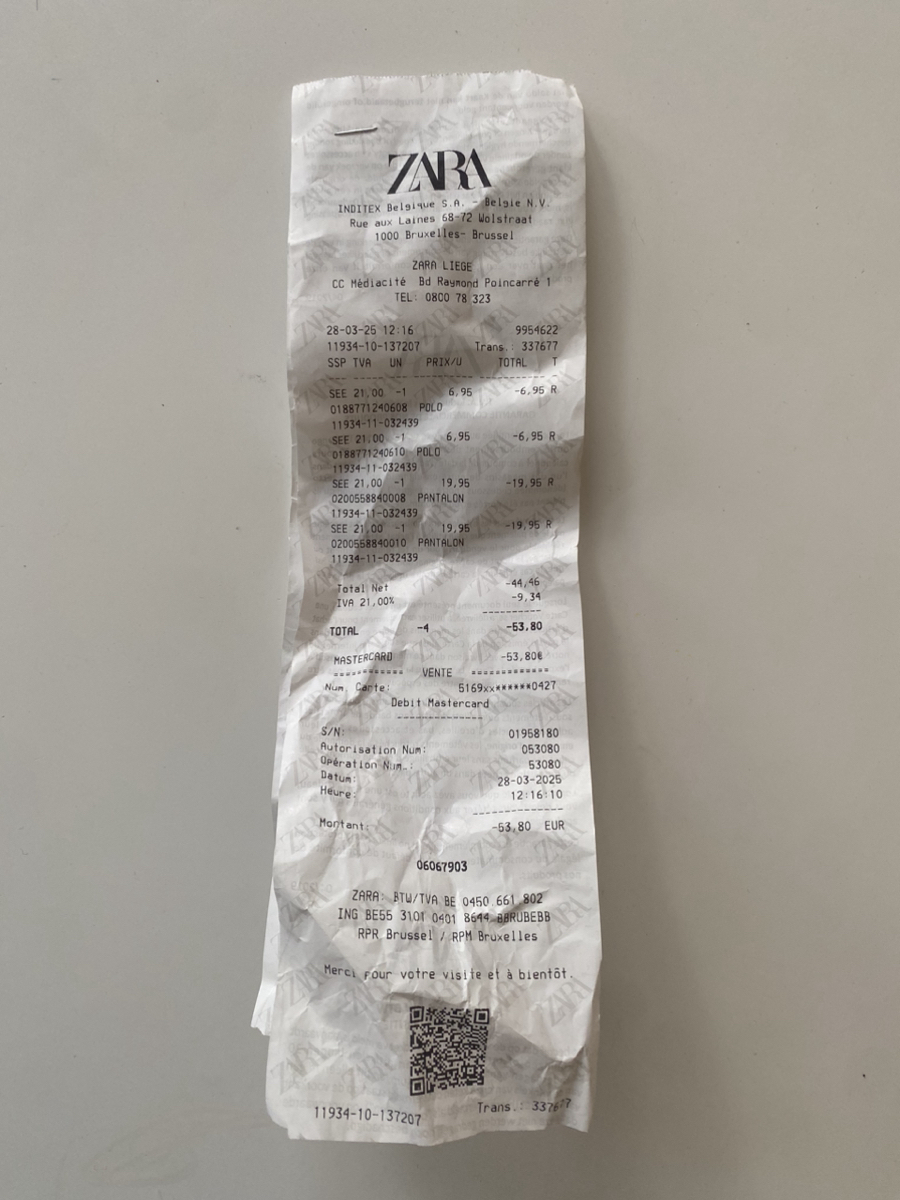 ZARA
INDITEX Belgique S.A. - Belgie N.V.
Rue aux Laines 68-72 Wolstraat
1000 Bruxelles- Brussel
ZARA LIEGE
CC Médiacité Bd Raymond Poincarré 1
TEL: 0800 78 323
28-03-25 12:16 9954622
11934-10-137207 Trans.: 337677
SSP TVA UN PRIX/U TOTAL T
SEE 21,00 -1 6,95 -6,95 R
0188771240608 POLO
11934-11-032439
SEE 21,00 -1 6,95 -6,95 R
0188771240610 POLO
11934-11-032439
SEE 21,00 -1 19,95 -19,95 R
0200558840008 PANTALON
11934-11-032439
SEE 21,00 -1 19,95 -19,95 R
0200558840010 PANTALON
11934-11-032439
Total Net -44,46
IVA 21,00% -9,34
TOTAL -4 -53,80
MASTERCARD -53,80€
============ VENTE =============
Num. Carte: 5169xx******0427
Debit Mastercard
S/N: 01958180
Autorisation Num: 053080
Opération Num.: 53080
Datum: 28-03-2025
Heure: 12:16:10
Montant: -53,80 EUR
06067903
ZARA: BTW/TVA BE 0450 661 802
ING BE55 3101 0401 8644 BBRUBEBB
RPR Brussel / RPM Bruxelles
Merci pour votre visite et à bientôt.
11934-10-137207 Trans.: 337677